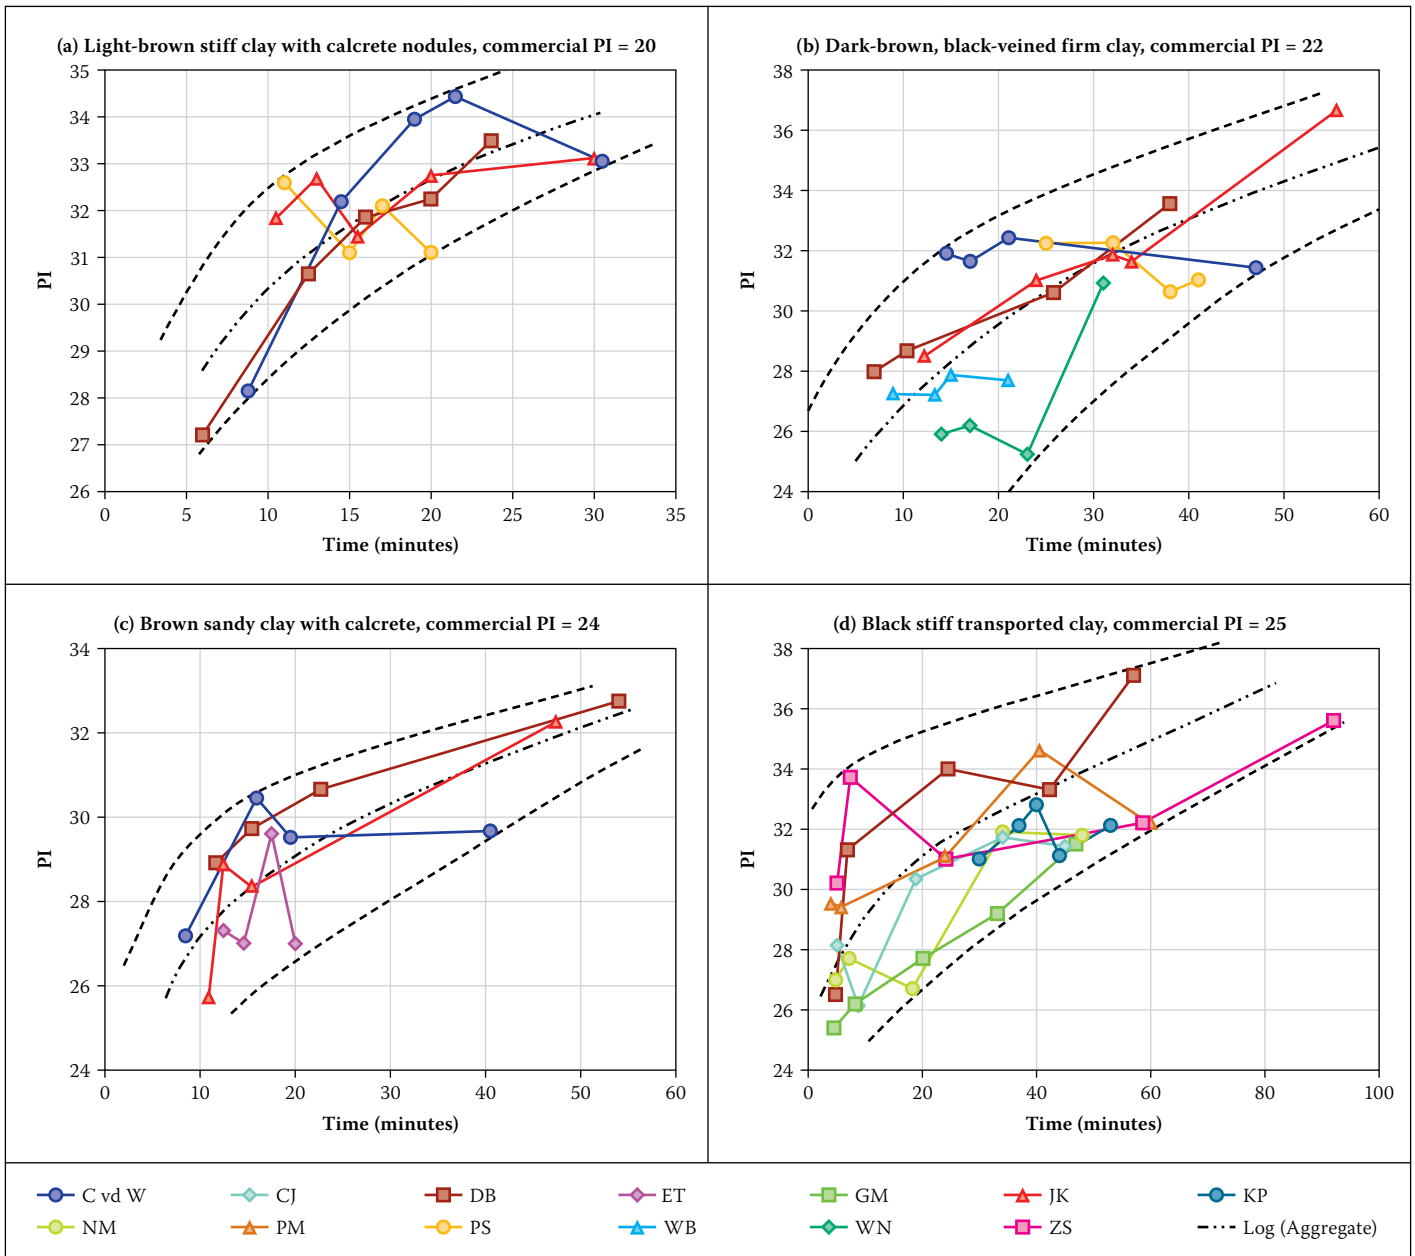 (a) Light-brown stiff clay with calcrete nodules, commercial PI = 20
35
34
33
32
31
30
29
28
27
26
PI
0 5 10 15 20 25 30 35
Time (minutes)
(b) Dark-brown, black-veined firm clay, commercial PI = 22
38
36
34
32
30
28
26
24
PI
0 10 20 30 40 50 60
Time (minutes)
(c) Brown sandy clay with calcrete, commercial PI = 24
34
32
30
28
26
24
PI
0 10 20 30 40 50 60
Time (minutes)
(d) Black stiff transported clay, commercial PI = 25
38
36
34
32
30
28
26
24
PI
0 20 40 60 80 100
Time (minutes)
C vd W CJ DB ET GM JK KP
NM PM PS WB WN ZS Log (Aggregate)